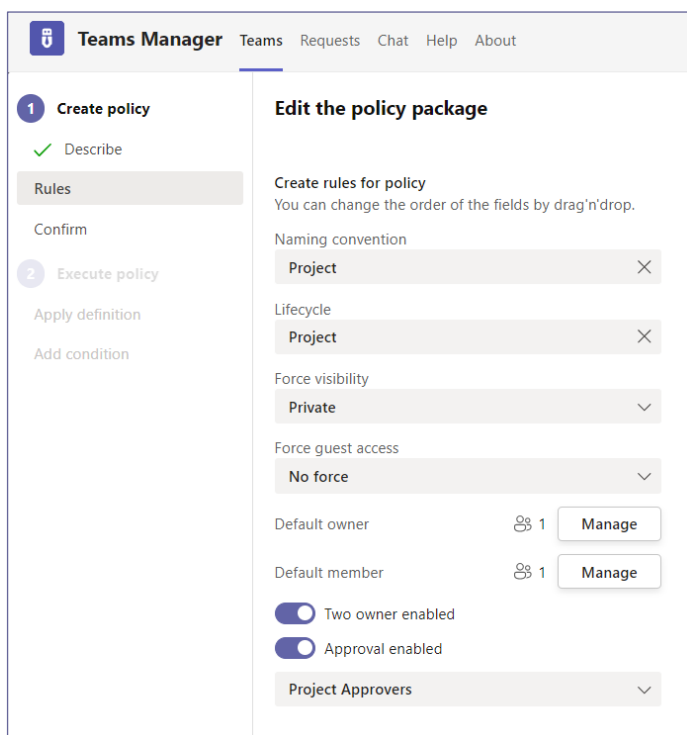 Teams Manager Teams Requests Chat Help About
1 Create policy
Describe
Rules
Confirm
2 Execute policy
Apply definition
Add condition
Edit the policy package
Create rules for policy
You can change the order of the fields by drag'n'drop.
Naming convention
Project
Lifecycle
Project
Force visibility
Private
Force guest access
No force
Default owner 1 Manage
Default member 1 Manage
Two owner enabled
Approval enabled
Project Approvers